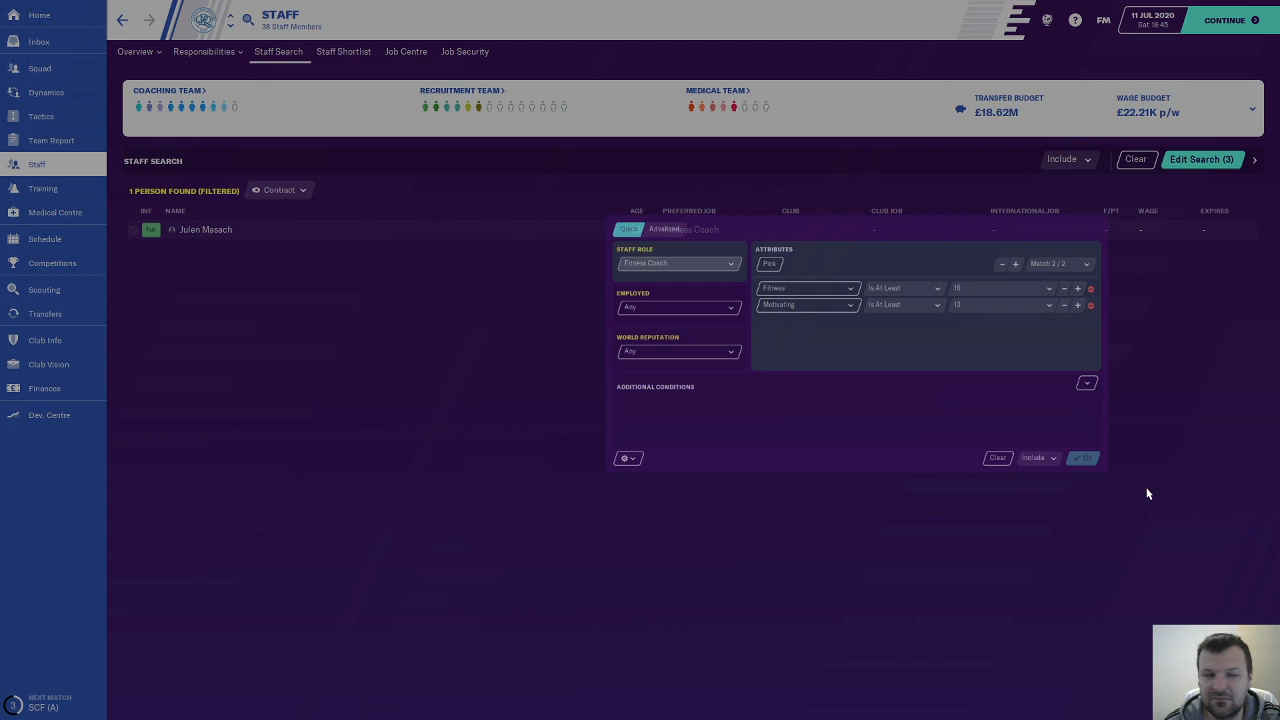 Home
Inbox
Squad
Dynamics
Tactics
Team Report
Staff
Training
Medical Centre
Schedule
Competitions
Scouting
Transfers
Club Info
Club Vision
Finances
Dev. Centre
3 NEXT MATCH
SCF (A)
STAFF
38 Staff Members
FM
11 JUL 2020
Sat 18:45
CONTINUE
Overview Responsibilities Staff Search Staff Shortlist Job Centre Job Security
COACHING TEAM RECRUITMENT TEAM MEDICAL TEAM
TRANSFER BUDGET WAGE BUDGET
£18.62M £22.21K p/w
STAFF SEARCH Include Clear Edit Search (3)
1 PERSON FOUND (FILTERED) Contract
INF NAME AGE PREFERRED JOB CLUB CLUB JOB INTERNATIONAL JOB F/PT WAGE EXPIRES
FrA Julen Masach Fitness Coach - - - - - -
Quick Advanced
STAFF ROLE
Fitness Coach
EMPLOYED
Any
WORLD REPUTATION
Any
ATTRIBUTES
Pick Match 2 / 2
Fitness Is At Least 16
Motivating Is At Least 13
ADDITIONAL CONDITIONS
Clear Include Ok